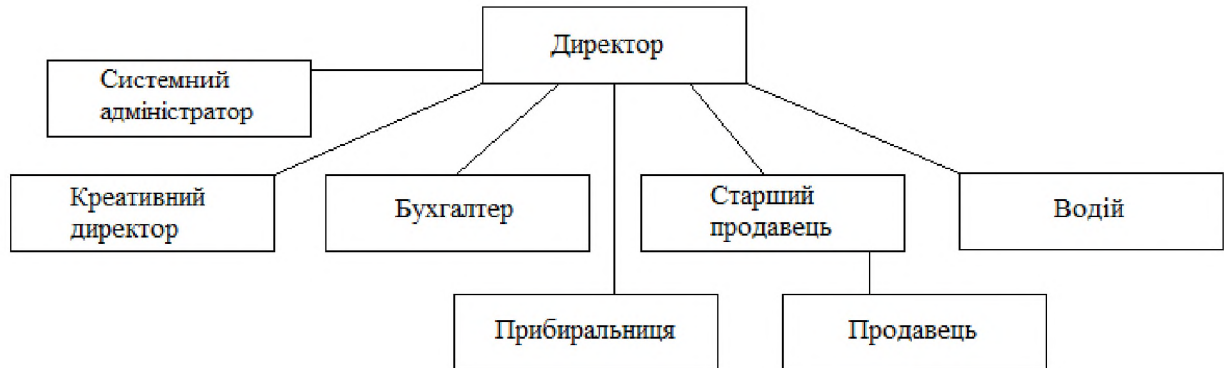 Директор
Системний
адміністратор
Креативний
директор
Бухгалтер
Старший
продавець
Водій
Прибиральниця
Продавець